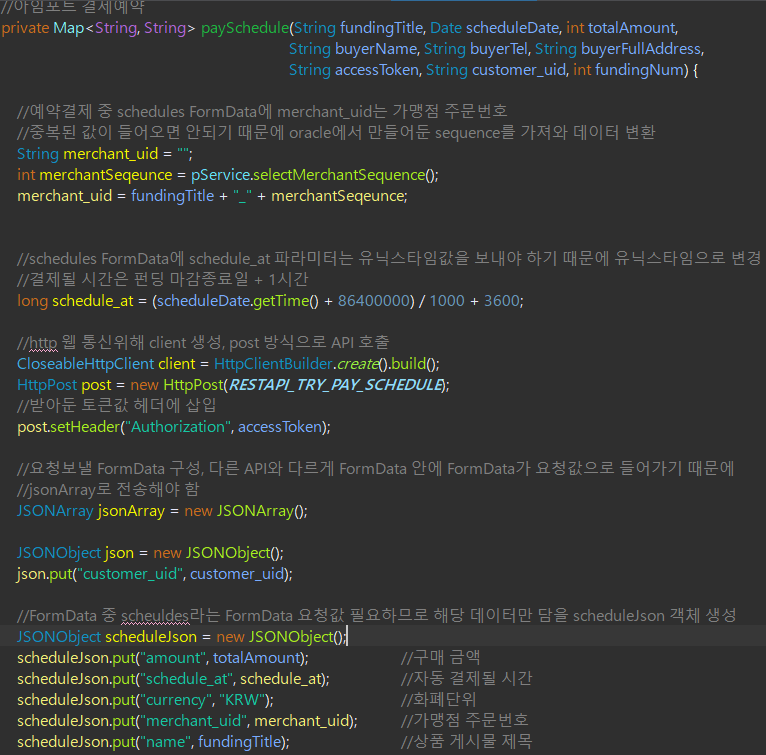 //아임포트 결제예약
private Map<String, String> paySchedule(String fundingTitle, Date scheduleDate, int totalAmount,
String buyerName, String buyerTel, String buyerFullAddress,
String accessToken, String customer_uid, int fundingNum) {
//예약결제 중 schedules FormData에 merchant_uid는 가맹점 주문번호
//중복된 값이 들어오면 안되기 때문에 oracle에서 만들어둔 sequence를 가져와 데이터 변환
String merchant_uid = "";
int merchantSeqeunce = pService.selectMerchantSequence();
merchant_uid = fundingTitle + "_" + merchantSeqeunce;
//schedules FormData에 schedule_at 파라미터는 유닉스타임값을 보내야 하기 때문에 유닉스타임으로 변경
//결제될 시간은 펀딩 마감종료일 + 1시간
long schedule_at = (scheduleDate.getTime() + 86400000) / 1000 + 3600;
//http 웹 통신위해 client 생성, post 방식으로 API 호출
CloseableHttpClient client = HttpClientBuilder.create().build();
HttpPost post = new HttpPost(RESTAPI_TRY_PAY_SCHEDULE);
//받아둔 토큰값 헤더에 삽입
post.setHeader("Authorization", accessToken);
//요청보낼 FormData 구성, 다른 API와 다르게 FormData 안에 FormData가 요청값으로 들어가기 때문에
//jsonArray로 전송해야 함
JSONArray jsonArray = new JSONArray();
JSONObject json = new JSONObject();
json.put("customer_uid", customer_uid);
//FormData 중 scheuldes라는 FormData 요청값 필요하므로 해당 데이터만 담을 scheduleJson 객체 생성
JSONObject scheduleJson = new JSONObject();
scheduleJson.put("amount", totalAmount); //구매 금액
scheduleJson.put("schedule_at", schedule_at); //자동 결제될 시간
scheduleJson.put("currency", "KRW"); //화폐단위
scheduleJson.put("merchant_uid", merchant_uid); //가맹점 주문번호
scheduleJson.put("name", fundingTitle); //상품 게시물 제목